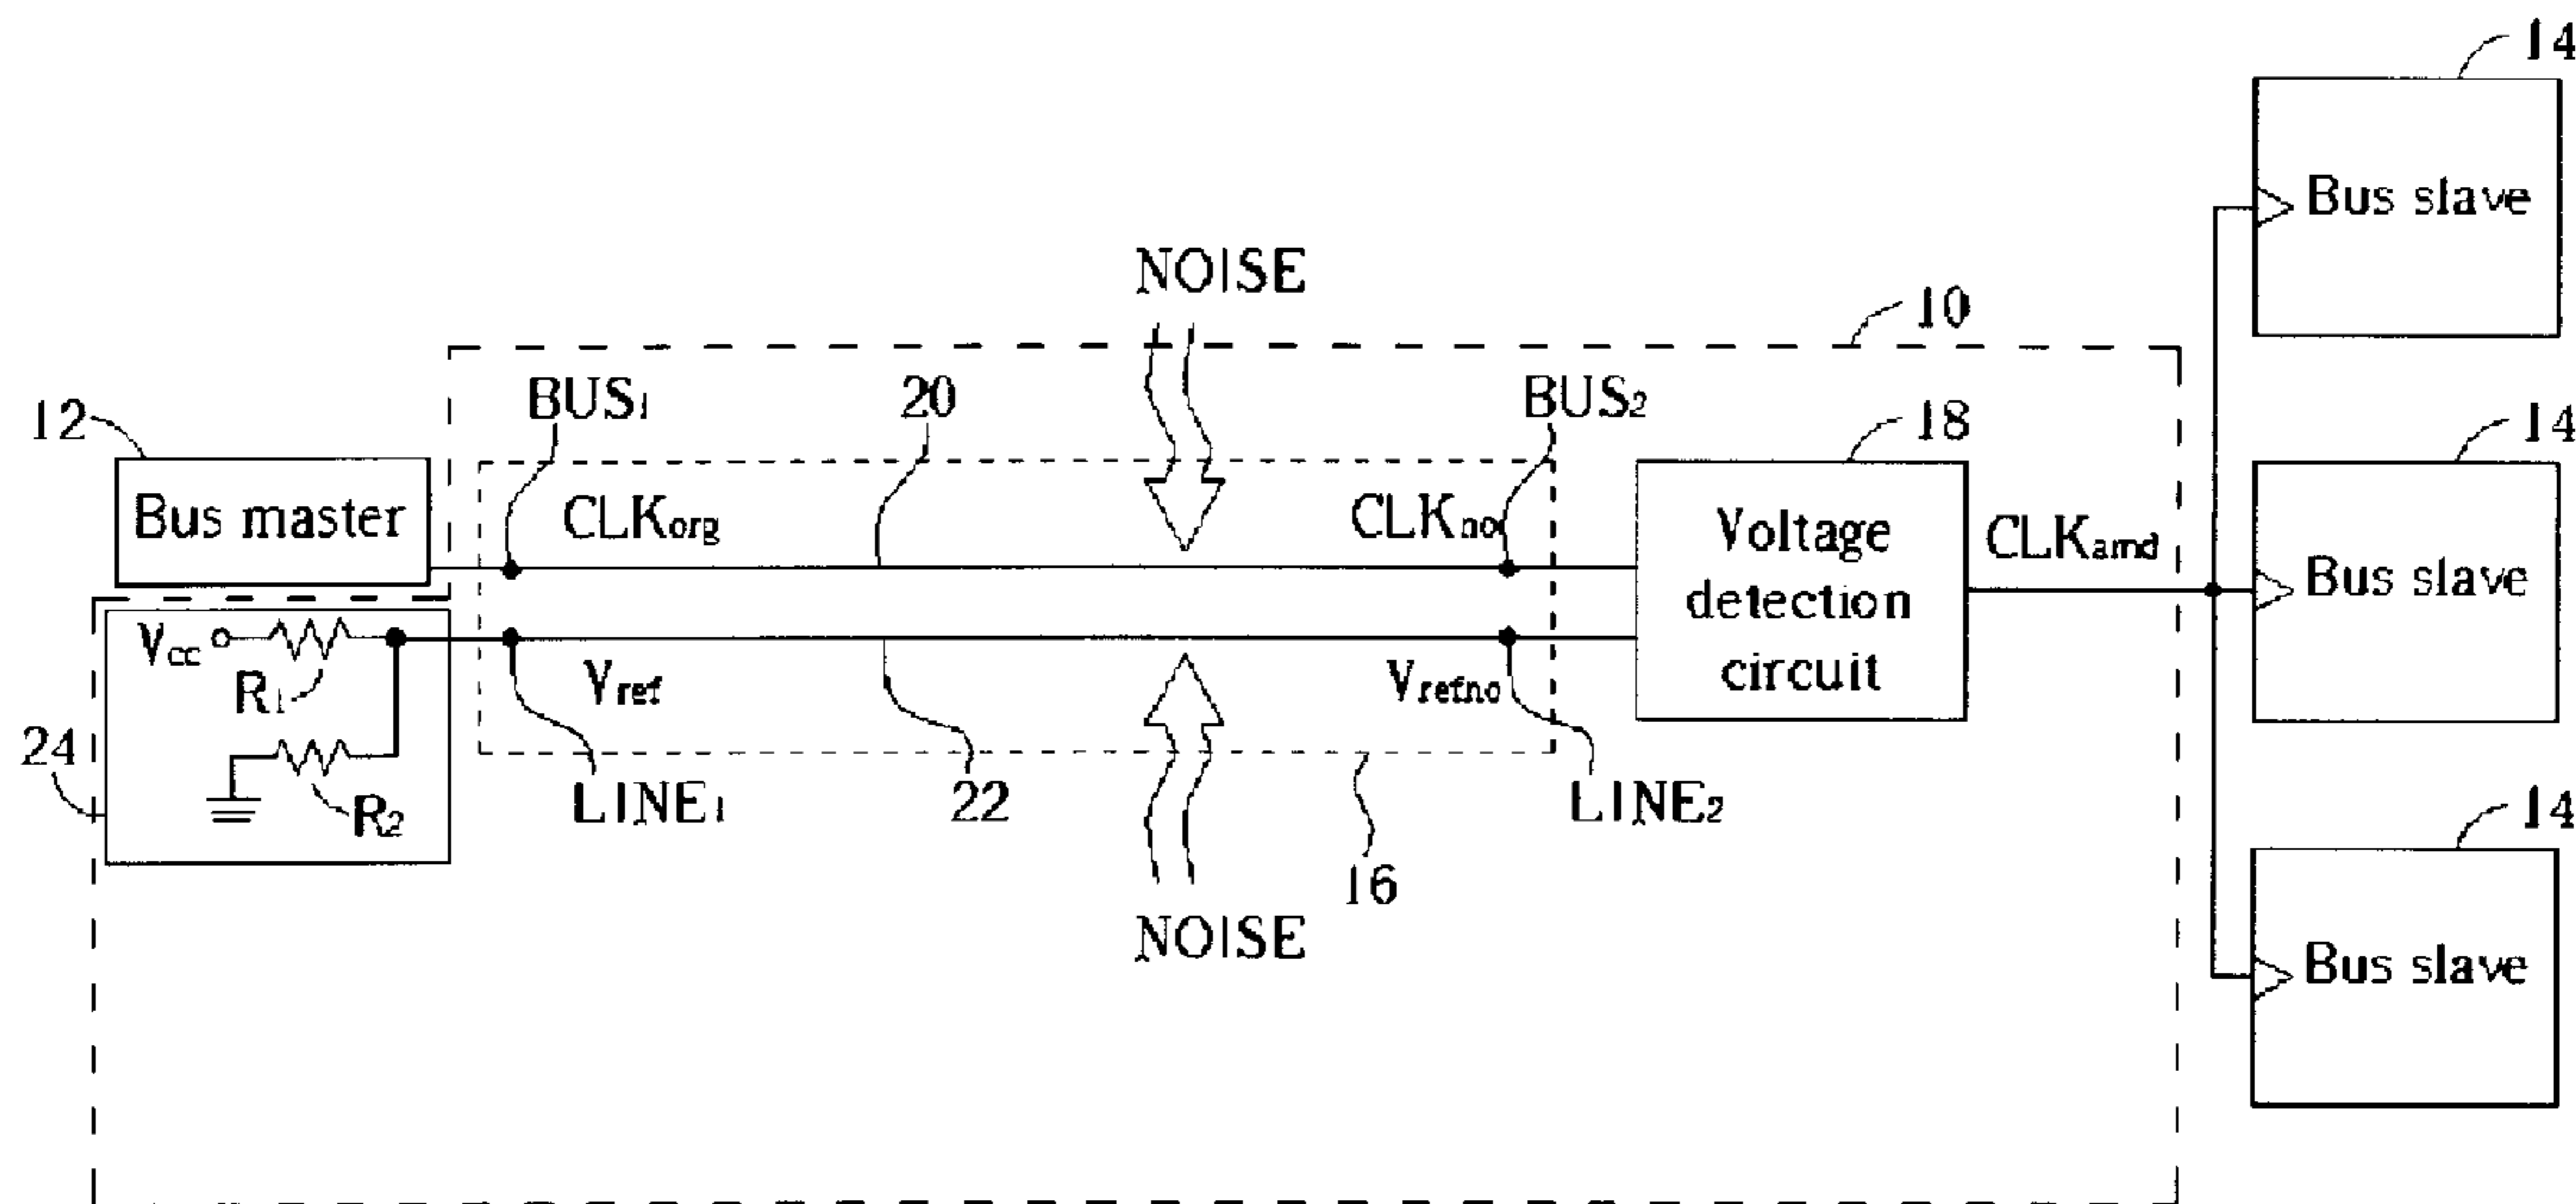 14
Bus slave
NOISE
10
12
BUS1
20
BUS2
18
14
Bus master
CLKorg
CLKno
Voltage
detection
circuit
CLKamd
Bus slave
Vcc
R1
Vref
Vrefno
24
R2
LINE1
22
LINE2
16
14
NOISE
Bus slave